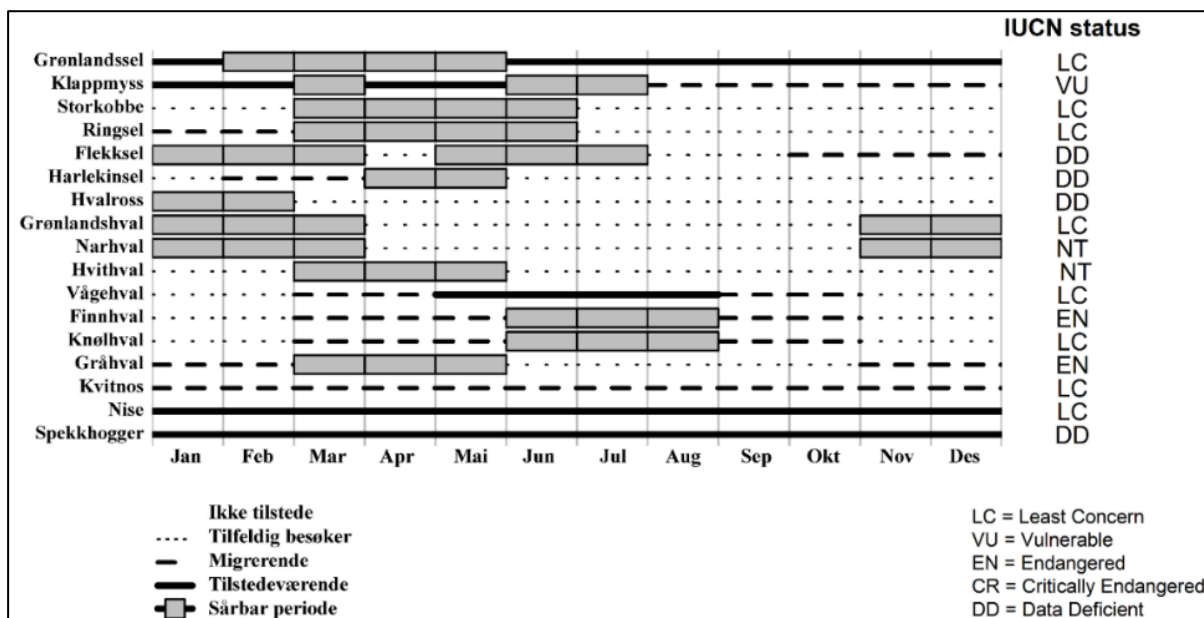 IUCN status
Grønlandssel LC
Klappmyss VU
Storkobbe LC
Ringsel LC
Flekksel DD
Harlekinsel DD
Hvalross DD
Grønlandshval LC
Narhval NT
Hvithval NT
Vågehval LC
Finnhval EN
Knølhval LC
Gråhval EN
Kvitnos LC
Nise LC
Spekkhogger DD
Jan Feb Mar Apr Mai Jun Jul Aug Sep Okt Nov Des
Ikke tilstede
Tilfeldig besøker
Migrerende
Tilstedeværende
Sårbar periode
LC = Least Concern
VU = Vulnerable
EN = Endangered
CR = Critically Endangered
DD = Data Deficient